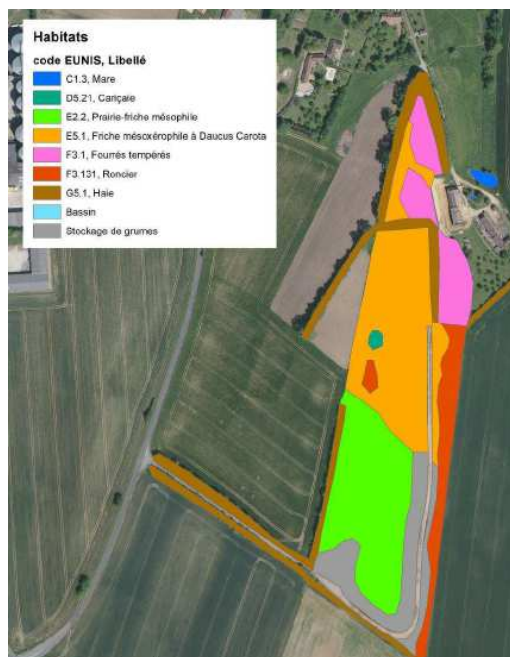 Habitats
code EUNIS, Libellé
C1.3, Mare
D5.21, Cariçaie
E2.2, Prairie-friche mésophile
E5.1, Friche mésoxérophile à Daucus Carota
F3.1, Fourrés tempérés
F3.131, Roncier
G5.1, Haie
Bassin
Stockage de grumes